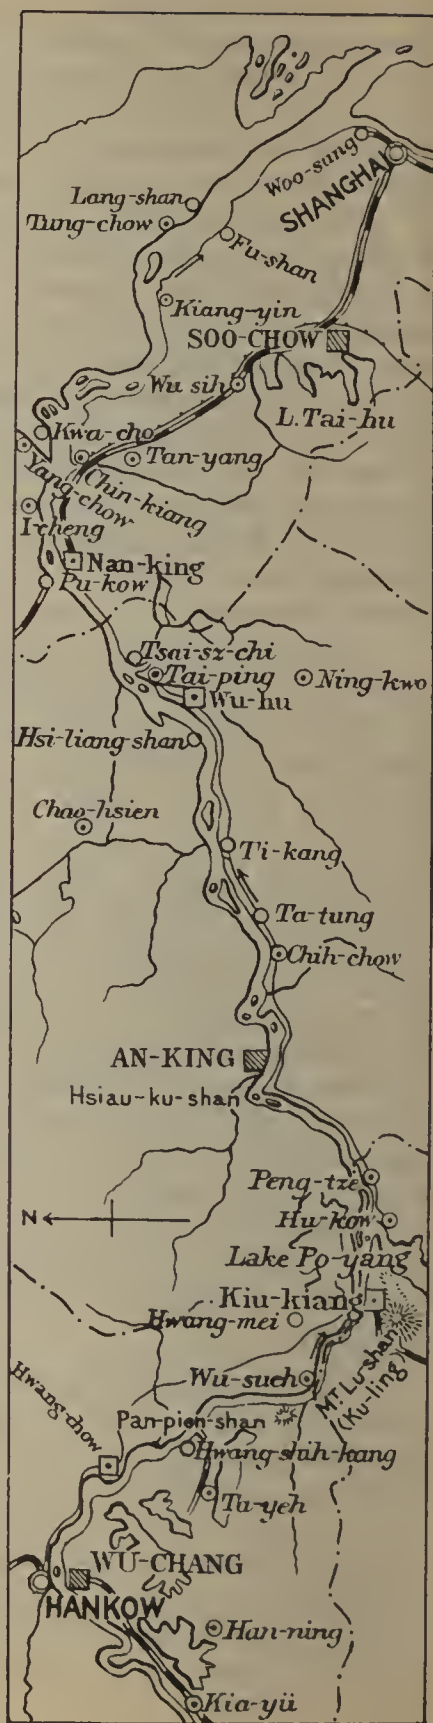 Woo-sung
SHANGHAI
Lang-shan
Tung-chow
Fu-shan
Kiang-yin
SOO-CHOW
Wu sih
L. Tai-hu
Kwa-cho
Tan-yang
Yang-chow
Chin-kiang
I-cheng
Nan-king
Pu-kow
Tsai-sz-chi
Tai-ping
Ning-kwo
Wu-hu
Hsi-liang-shan
Chao-hsien
Ti-kang
Ta-tung
Chih-chow
AN-KING
Hsiau-ku-shan
Peng-tze
N
Hu-kow
Lake Po-yang
Kiu-kiang
Hwang-mei
Mt. Lu-shan
(Ku-ling)
Wu-sueh
Hwang-chow
Pan-pien-shan
Hwang-shih-kang
Ta-yeh
WU-CHANG
HANKOW
Han-ning
Kia-yü